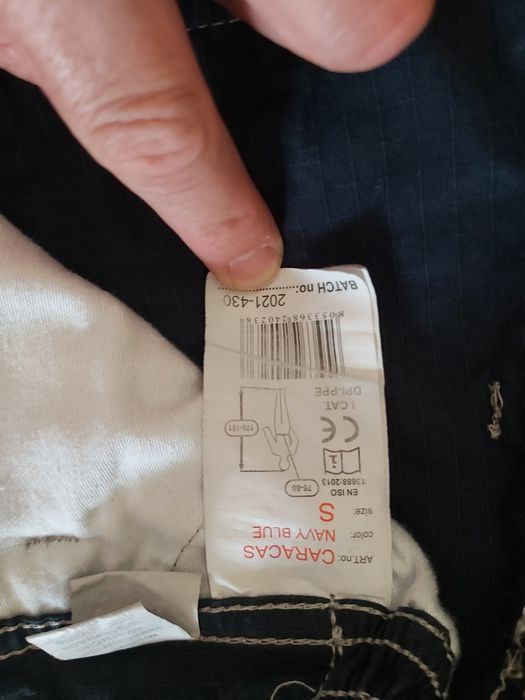 ART.no: CARACAS
color: NAVY BLUE
size: S
EN ISO
13688:2013
76-80
i
CE
170-181
I CAT.
DPI-PPE
8053368240238
BATCH no:
2021-430